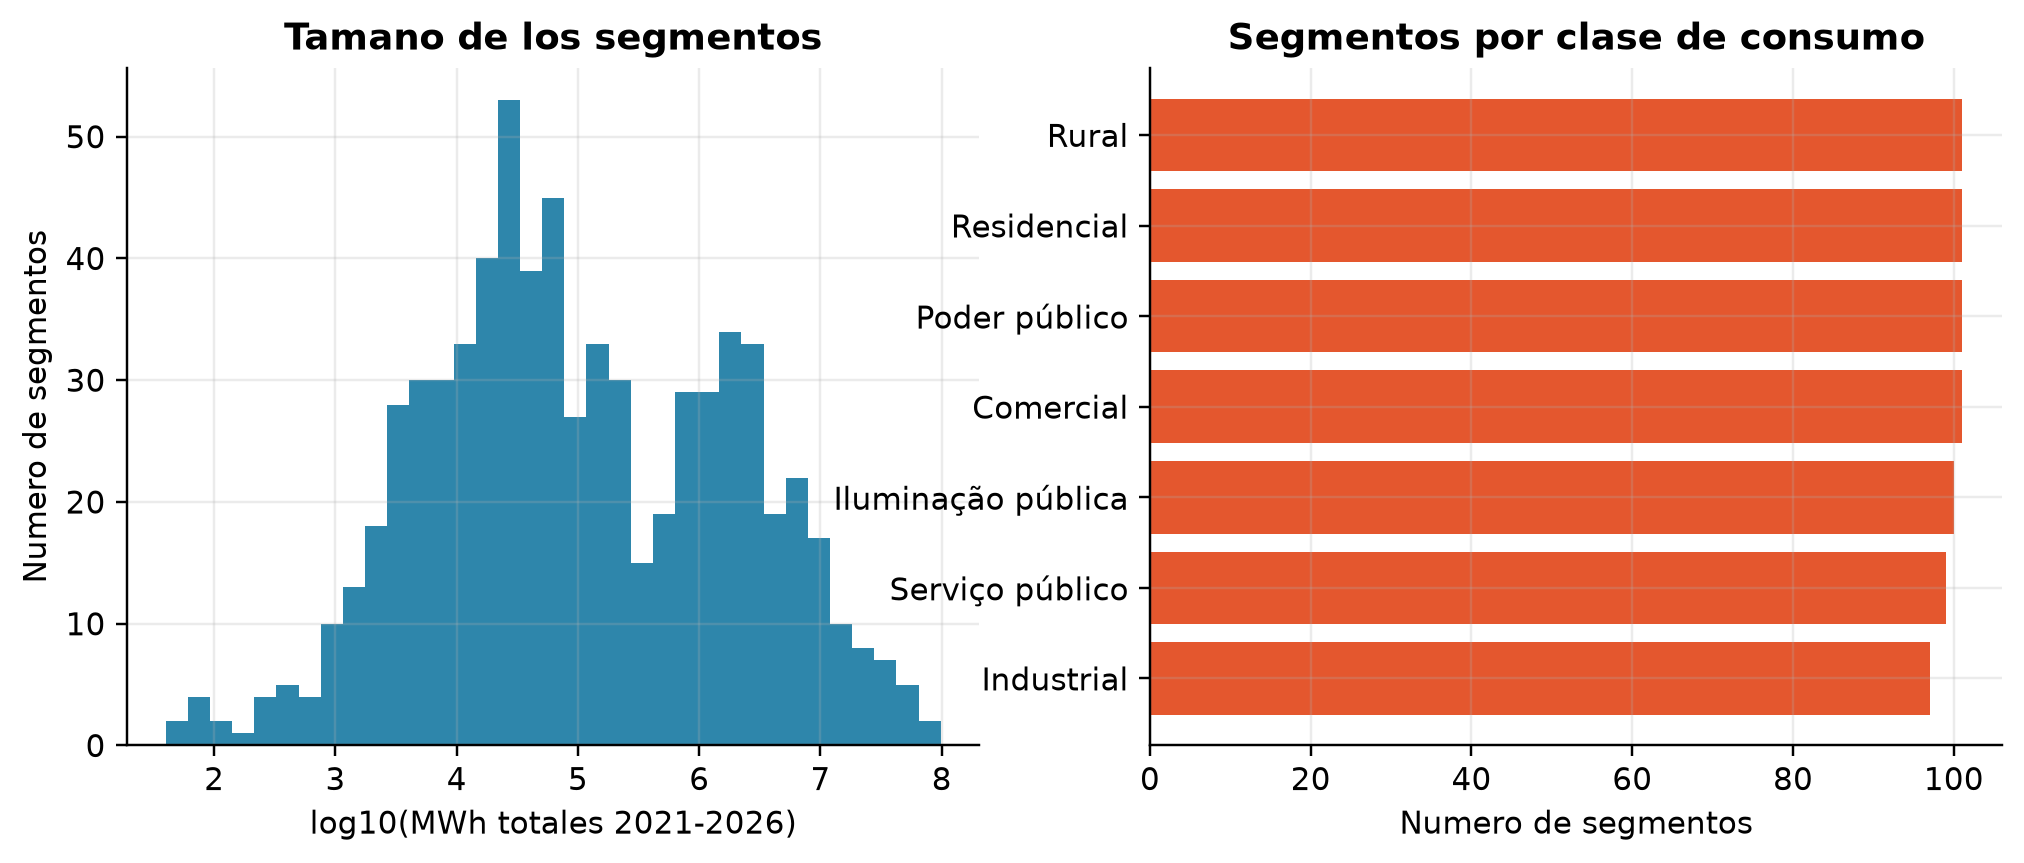 Tamano de los segmentos
Numero de segmentos
50
40
30
20
10
0
2 3 4 5 6 7 8
log10(MWh totales 2021-2026)
Segmentos por clase de consumo
Rural
Residencial
Poder público
Comercial
Iluminação pública
Serviço público
Industrial
0 20 40 60 80 100
Numero de segmentos